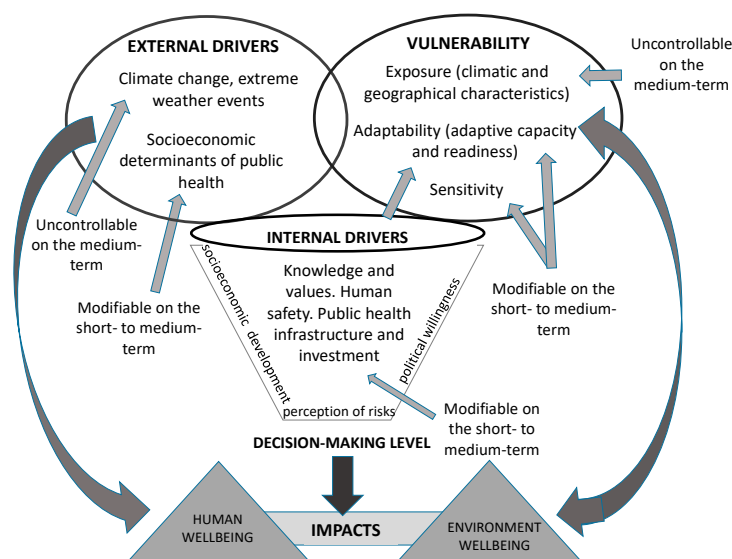 EXTERNAL DRIVERS
Climate change, extreme
weather events
Socioeconomic
determinants of public
health
VULNERABILITY
Exposure (climatic and
geographical characteristics)
Adaptability (adaptive capacity
and readiness)
Sensitivity
Uncontrollable
on the
medium-term
Uncontrollable
on the medium-
term
Modifiable on the
short- to medium-
term
INTERNAL DRIVERS
Knowledge and
values. Human
safety. Public health
infrastructure and
investment
socioeconomic development
political willingness
perception of risks
Modifiable on the
short- to medium-
term
Modifiable on
the short- to
medium-term
DECISION-MAKING LEVEL
HUMAN
WELLBEING
IMPACTS
ENVIRONMENT
WELLBEING